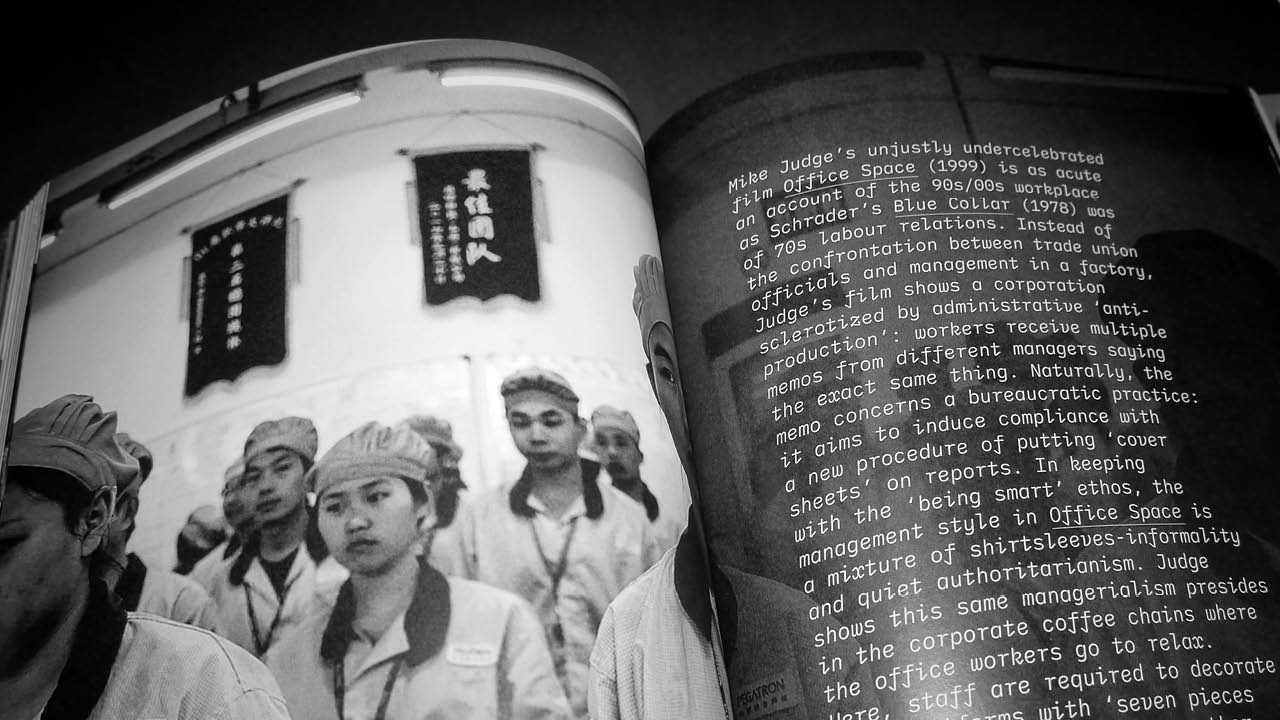 最佳團隊
Mike Judge's unjustly undercelebrated
film Office Space (1999) is as acute
an account of the 90s/00s workplace
as Schrader's Blue Collar (1978) was
of 70s labour relations. Instead of
the confrontation between trade union
officials and management in a factory,
Judge's film shows a corporation
sclerotized by administrative 'anti-
production': workers receive multiple
memos from different managers saying
the exact same thing. Naturally, the
memo concerns a bureaucratic practice:
it aims to induce compliance with
a new procedure of putting 'cover
sheets' on reports. In keeping
with the 'being smart' ethos, the
management style in Office Space is
a mixture of shirtsleeves-informality
and quiet authoritarianism. Judge
shows this same managerialism presides
in the corporate coffee chains where
the office workers go to relax.
Here, staff are required to decorate
with 'seven pieces
PEGATRON